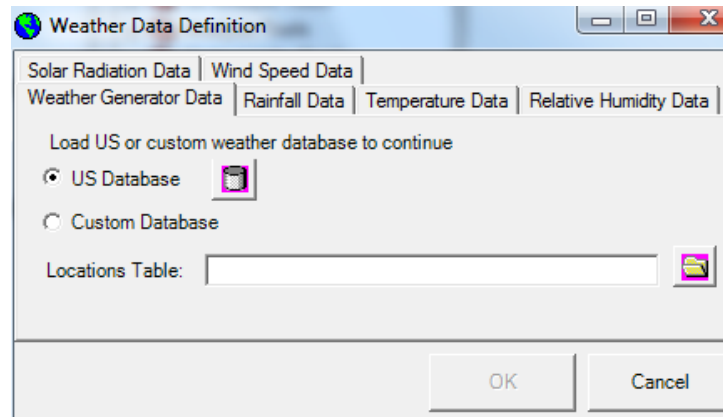 Weather Data Definition
Solar Radiation Data Wind Speed Data
Weather Generator Data Rainfall Data Temperature Data Relative Humidity Data
Load US or custom weather database to continue
US Database
Custom Database
Locations Table:
OK Cancel